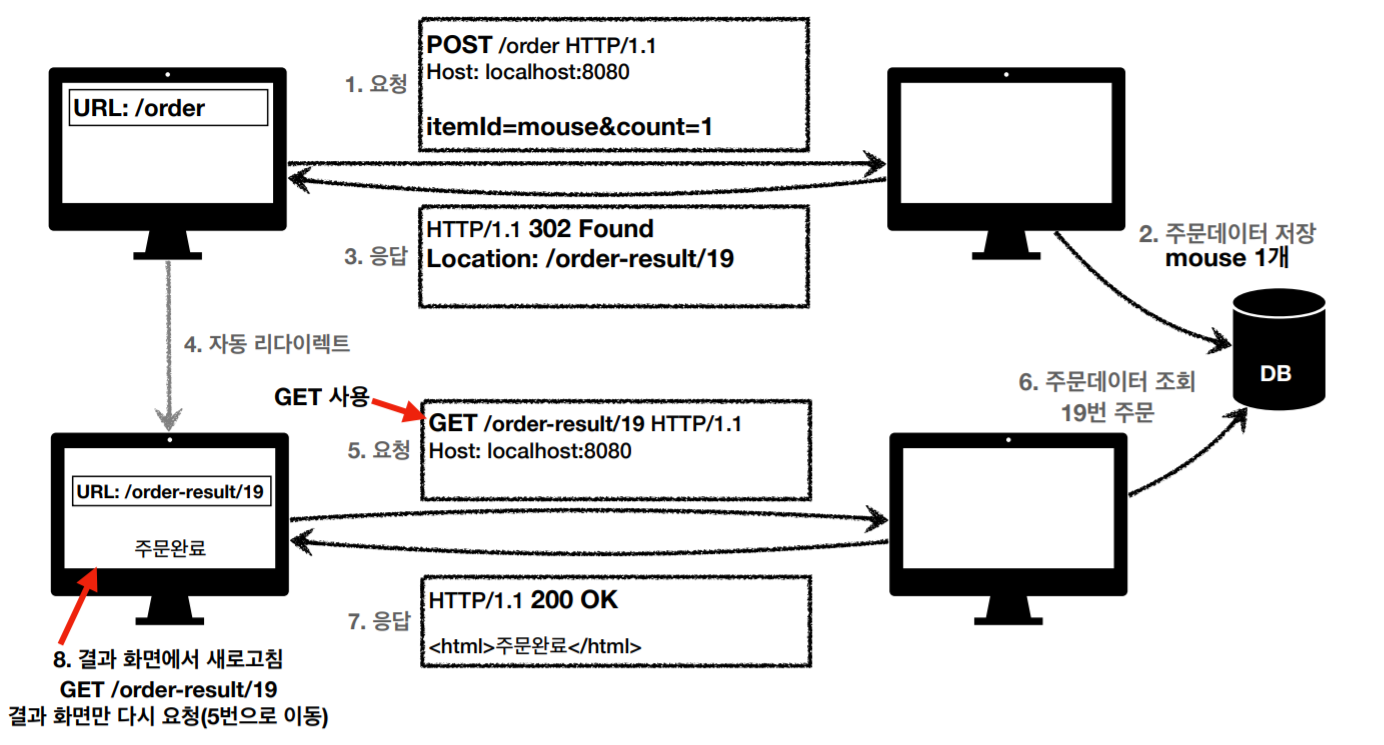 1. 요청
POST /order HTTP/1.1
Host: localhost:8080
itemId=mouse&count=1
URL: /order
2. 주문데이터 저장
mouse 1개
3. 응답
HTTP/1.1 302 Found
Location: /order-result/19
4. 자동 리다이렉트
DB
GET 사용
5. 요청
GET /order-result/19 HTTP/1.1
Host: localhost:8080
6. 주문데이터 조회
19번 주문
URL: /order-result/19
주문완료
7. 응답
HTTP/1.1 200 OK
<html>주문완료</html>
8. 결과 화면에서 새로고침
GET /order-result/19
결과 화면만 다시 요청(5번으로 이동)